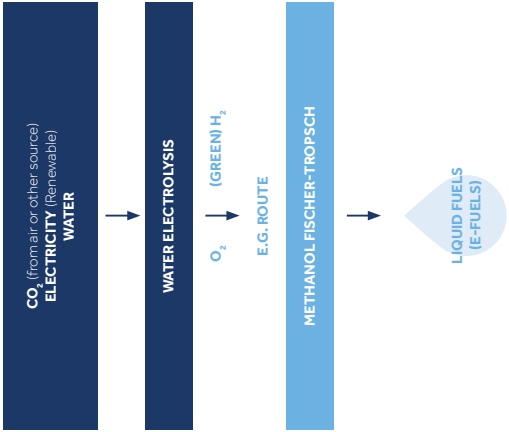 CO₂ (from air or other source)
ELECTRICITY (Renewable)
WATER
WATER ELECTROLYSIS
O₂
(GREEN) H₂
E.G. ROUTE
METHANOL FISCHER-TROPSCH
LIQUID FUELS
(E-FUELS)